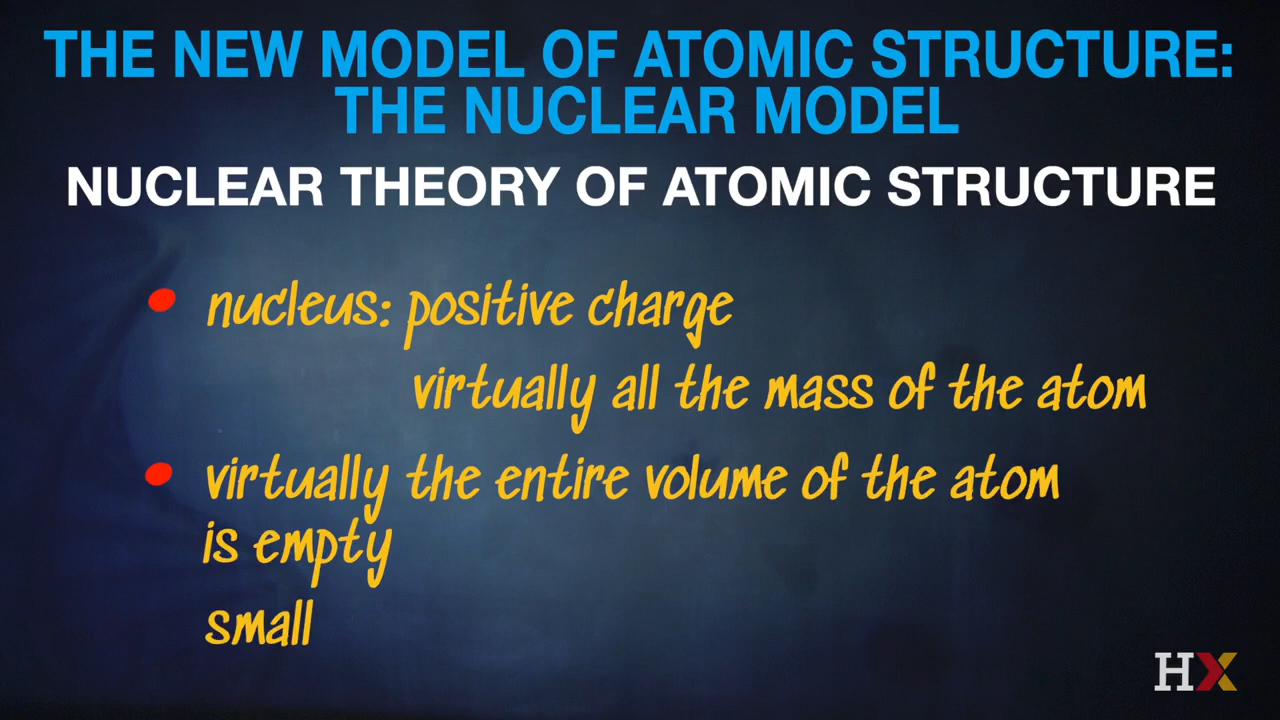 THE NEW MODEL OF ATOMIC STRUCTURE:
THE NUCLEAR MODEL
NUCLEAR THEORY OF ATOMIC STRUCTURE
• nucleus: positive charge
virtually all the mass of the atom
• virtually the entire volume of the atom
is empty
small
HX